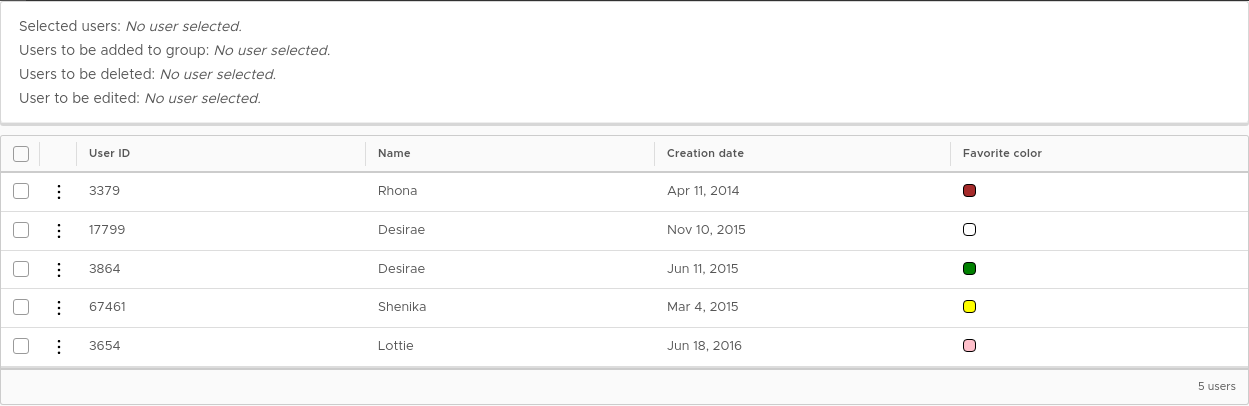 Selected users: No user selected.
Users to be added to group: No user selected.
Users to be deleted: No user selected.
User to be edited: No user selected.
User ID Name Creation date Favorite color
3379 Rhona Apr 11, 2014
17799 Desirae Nov 10, 2015
3864 Desirae Jun 11, 2015
67461 Shenika Mar 4, 2015
3654 Lottie Jun 18, 2016
5 users